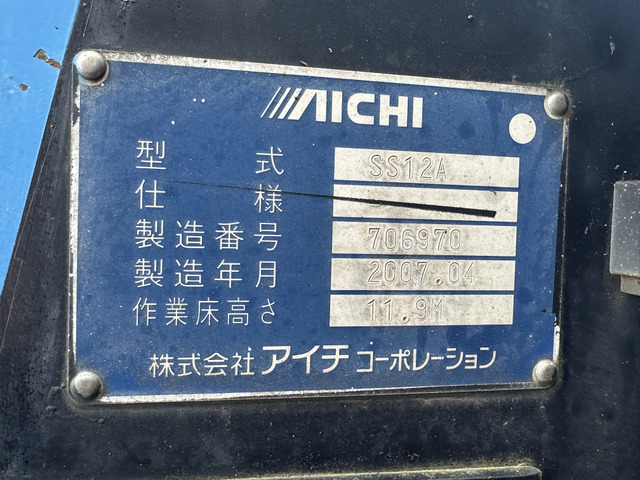 AICHI
型式 SS12A
仕様
製造番号 706970
製造年月 2007.04
作業床高さ 11.9M
株式会社 アイチ コーポレーション